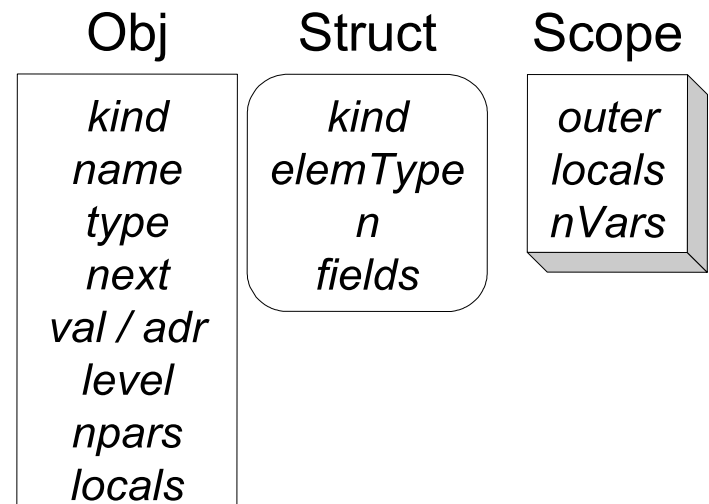 Obj
kind
name
type
next
val / adr
level
npars
locals
Struct
kind
elemType
n
fields
Scope
outer
locals
nVars